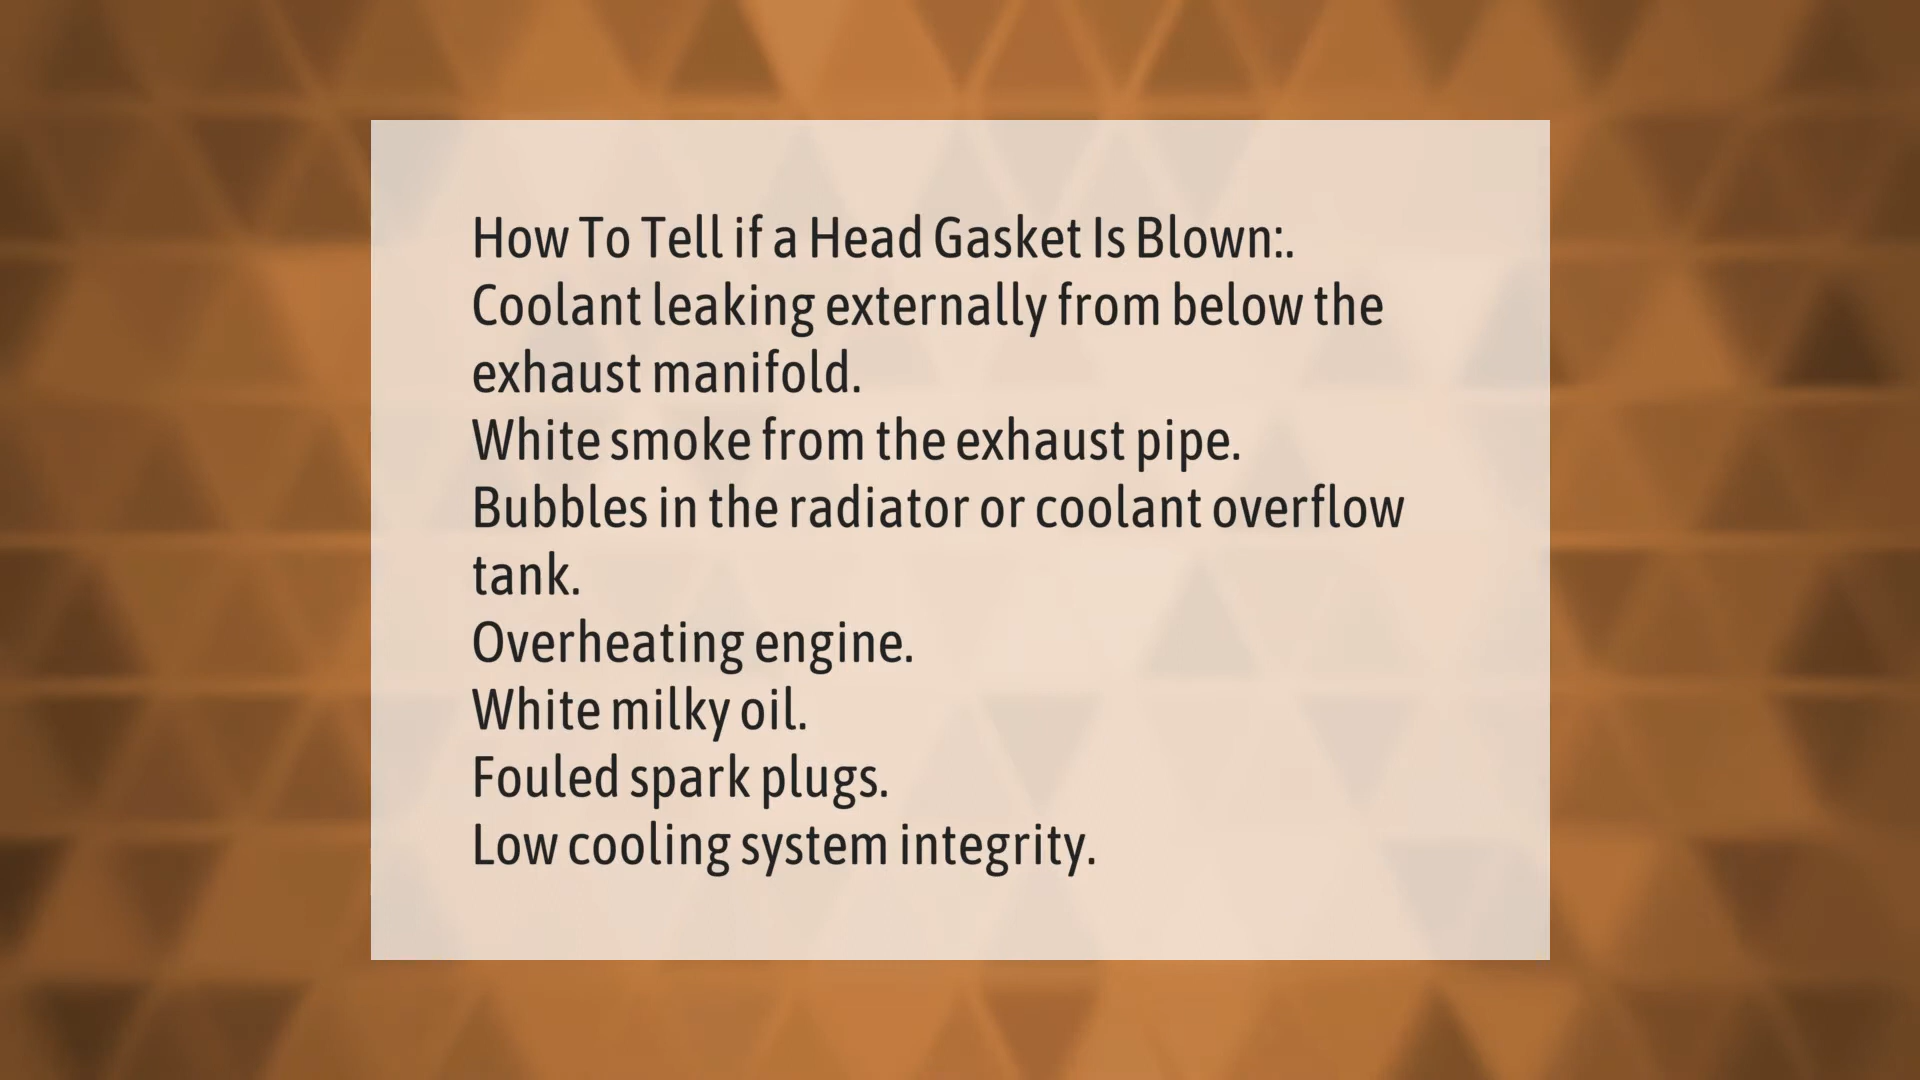 How To Tell if a Head Gasket Is Blown:.
Coolant leaking externally from below the
exhaust manifold.
White smoke from the exhaust pipe.
Bubbles in the radiator or coolant overflow
tank.
Overheating engine.
White milky oil.
Fouled spark plugs.
Low cooling system integrity.